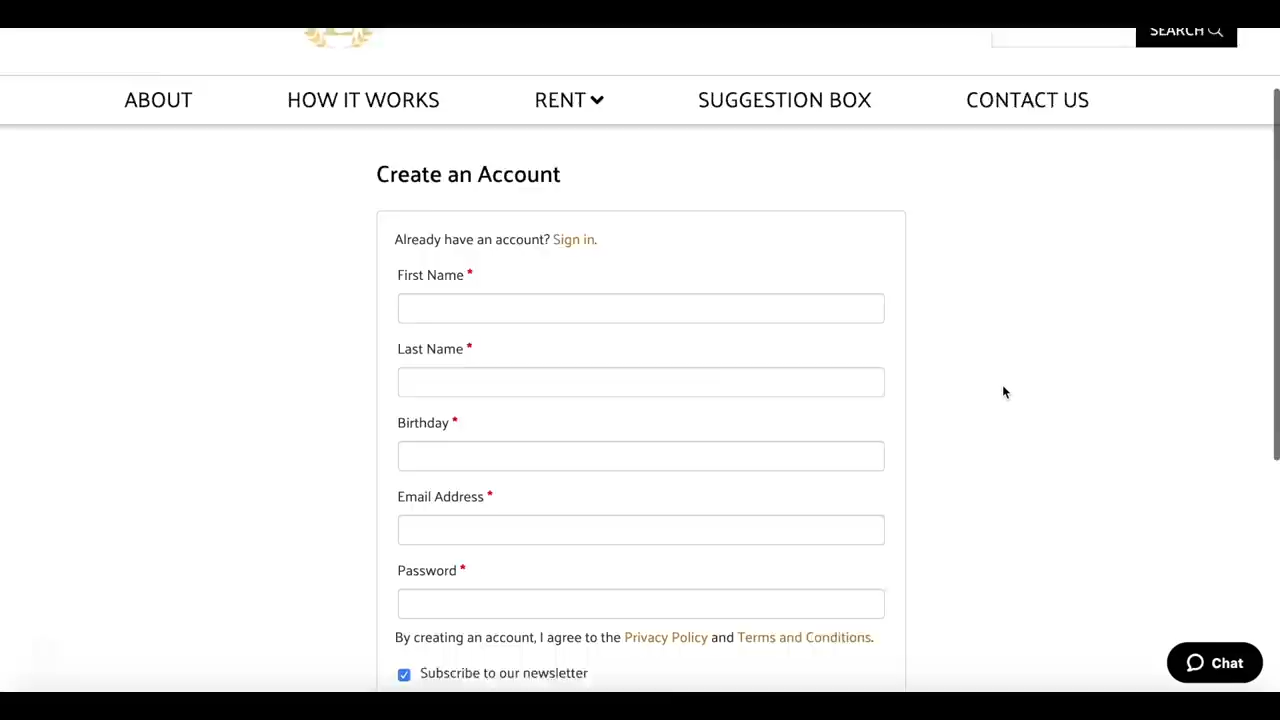 SEARCH
ABOUT HOW IT WORKS RENT SUGGESTION BOX CONTACT US
Create an Account
Already have an account? Sign in.
First Name *
Last Name *
Birthday *
Email Address *
Password *
By creating an account, I agree to the Privacy Policy and Terms and Conditions.
Subscribe to our newsletter
Chat